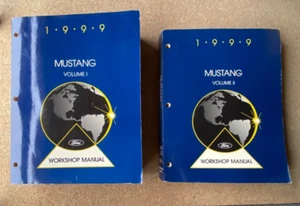 1·9·9·9
MUSTANG
VOLUME I
Ford
WORKSHOP MANUAL
1·9·9·9
MUSTANG
VOLUME II
Ford
WORKSHOP MANUAL